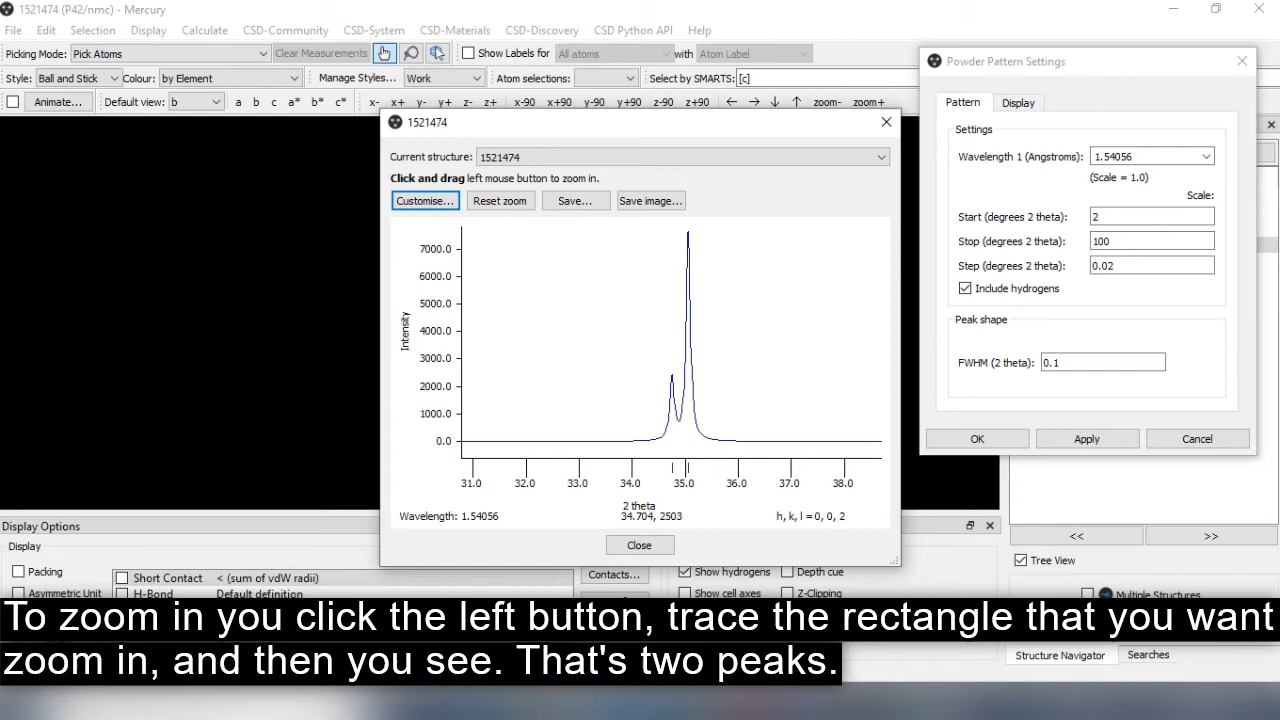 1521474 (P42/nmc) - Mercury
File Edit Selection Display Calculate CSD-Community CSD-System CSD-Materials CSD-Discovery CSD Python API Help
Picking Mode: Pick Atoms Clear Measurements Show Labels for All atoms with Atom Label
Style: Ball and Stick Colour: by Element Manage Styles... Work Atom selections: Select by SMARTS: [c]
Animate... Default view: b a b c a* b* c* x- x+ y- y+ z- z+ x-90 x+90 y-90 y+90 z-90 z+90 ← → ↓ ↑ zoom- zoom+
Powder Pattern Settings
Pattern Display
Settings
Wavelength 1 (Angstroms): 1.54056
(Scale = 1.0)
Scale:
Start (degrees 2 theta): 2
Stop (degrees 2 theta): 100
Step (degrees 2 theta): 0.02
Include hydrogens
Peak shape
FWHM (2 theta): 0.1
OK Apply Cancel
1521474
Current structure: 1521474
Click and drag left mouse button to zoom in.
Customise... Reset zoom Save... Save image...
7000.0
6000.0
5000.0
4000.0
3000.0
2000.0
1000.0
0.0
Intensity
31.0 32.0 33.0 34.0 35.0 36.0 37.0 38.0
2 theta
Wavelength: 1.54056 34.704, 2503 h, k, l = 0, 0, 2
Close
Display Options
Display
Packing Short Contact < (sum of vdW radii) Contacts... Show hydrogens Depth cue
Asymmetric Unit H-Bond Default definition Show cell axes Z-Clipping
<< >>
Tree View
Multiple Structures
Structure Navigator Searches
To zoom in you click the left button, trace the rectangle that you want
zoom in, and then you see. That's two peaks.